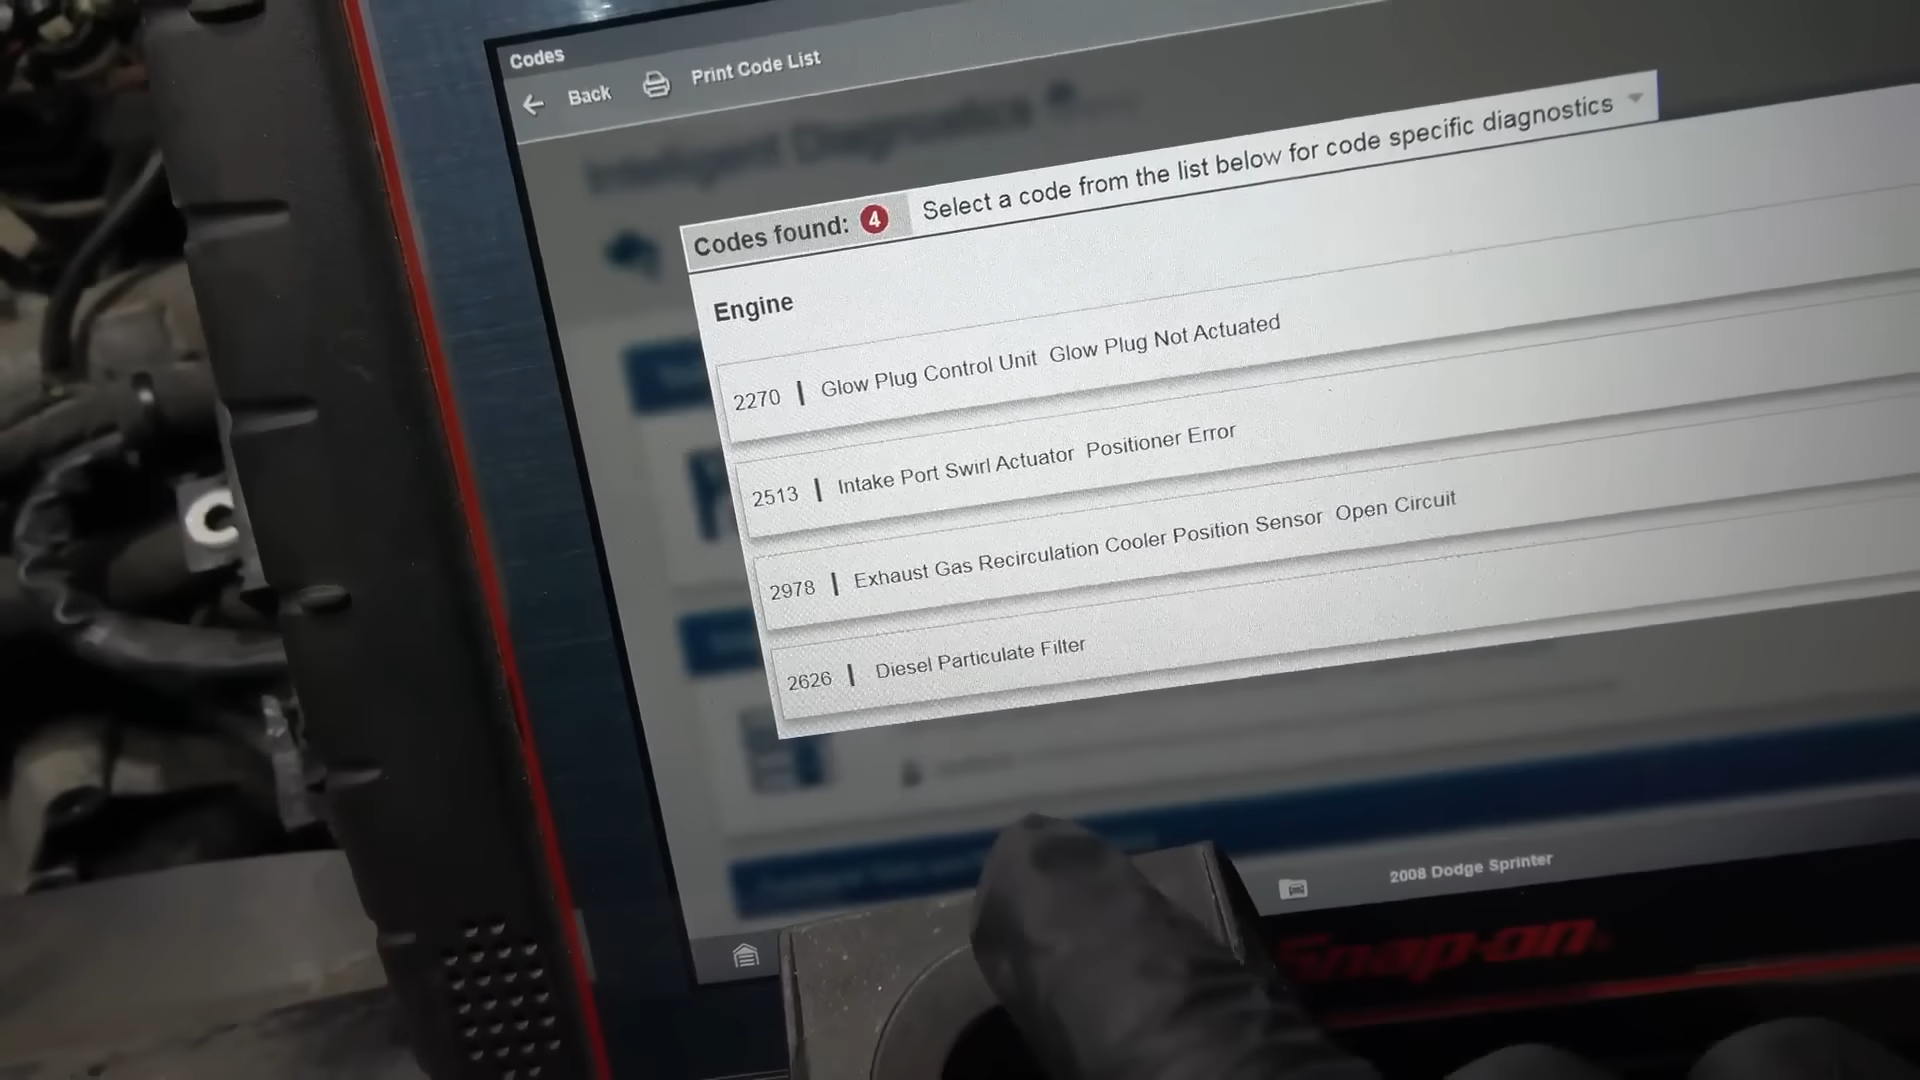 Codes
Back Print Code List
Intelligent Diagnostics
Codes found: 4 Select a code from the list below for code specific diagnostics
Engine
2270 | Glow Plug Control Unit Glow Plug Not Actuated
2513 | Intake Port Swirl Actuator Positioner Error
2978 | Exhaust Gas Recirculation Cooler Position Sensor Open Circuit
2626 | Diesel Particulate Filter
2008 Dodge Sprinter
Snap-on
C